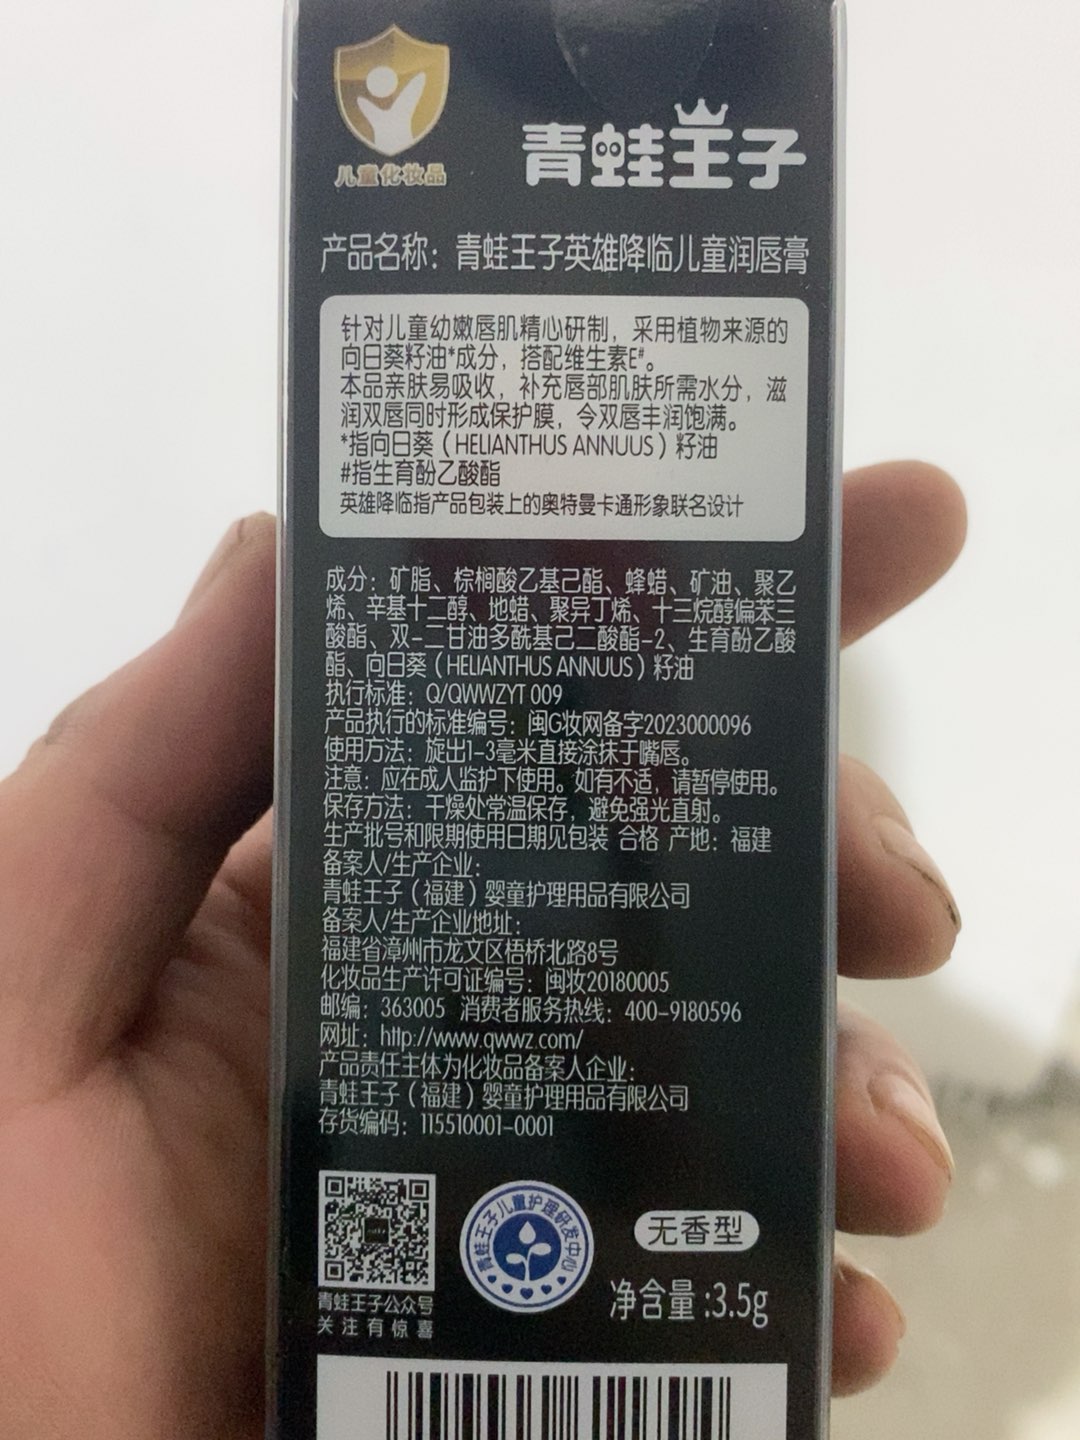 儿童化妆品
青蛙王子
产品名称：青蛙王子英雄降临儿童润唇膏
针对儿童幼嫩唇肌精心研制，采用植物来源的
向日葵籽油*成分，搭配维生素E#。
本品亲肤易吸收，补充唇部肌肤所需水分，滋
润双唇同时形成保护膜，令双唇丰润饱满。
*指向日葵（HELIANTHUS ANNUUS）籽油
#指生育酚乙酸酯
英雄降临指产品包装上的奥特曼卡通形象联名设计
成分：矿脂、棕榈酸乙基己酯、蜂蜡、矿油、聚乙
烯、辛基十二醇、地蜡、聚异丁烯、十三烷醇偏苯三
酸酯、双-二甘油多酰基己二酸酯-2、生育酚乙酸
酯、向日葵（HELIANTHUS ANNUUS）籽油
执行标准：Q/QWWZYT 009
产品执行的标准编号：闽G妆网备字2023000096
使用方法：旋出1-3毫米直接涂抹于嘴唇。
注意：应在成人监护下使用。如有不适，请暂停使用。
保存方法：干燥处常温保存，避免强光直射。
生产批号和限期使用日期见包装 合格 产地：福建
备案人/生产企业：
青蛙王子（福建）婴童护理用品有限公司
备案人/生产企业地址：
福建省漳州市龙文区梧桥北路8号
化妆品生产许可证编号：闽妆20180005
邮编：363005 消费者服务热线：400-9180596
网址：http://www.qwwz.com/
产品责任主体为化妆品备案人企业：
青蛙王子（福建）婴童护理用品有限公司
存货编码：115510001-0001
青蛙王子公众号
关注有惊喜
青蛙王子儿童护理研发中心
无香型
净含量:3.5g